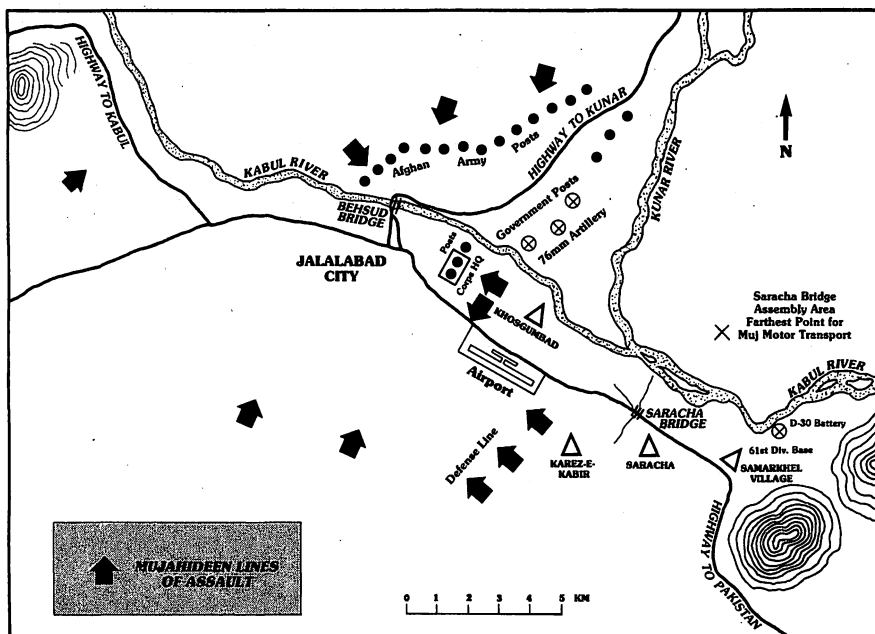 HIGHWAY TO KABUL
KABUL RIVER
BEHSUD
BRIDGE
Afghan Army Posts
HIGHWAY TO KUNAR
KUNAR RIVER
N
Government Posts
76mm Artillery
JALALABAD
CITY
Posts
Corps HQ
KHOSGUMBAD
Airport
Saracha Bridge
Assembly Area
Farthest Point for
Muj Motor Transport
KABUL RIVER
SARACHA
BRIDGE
D-30 Battery
61st Div. Base
SAMARKHEL
VILLAGE
Defense Line
KAREZ-E-
KABIR
SARACHA
HIGHWAY TO PAKISTAN
MUJAHIDEEN LINES
OF ASSAULT
0 1 2 3 4 5 KM